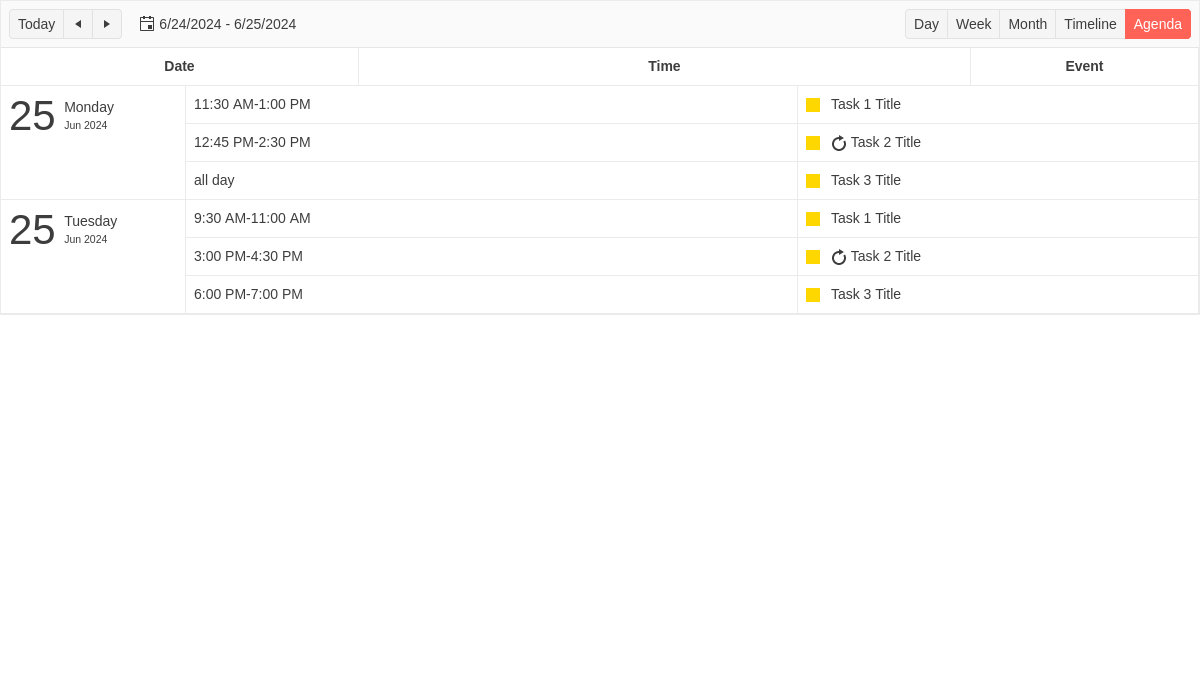 Today 6/24/2024 - 6/25/2024 Day Week Month Timeline Agenda
Date Time Event
25 Monday 11:30 AM-1:00 PM Task 1 Title
Jun 2024
12:45 PM-2:30 PM Task 2 Title
all day Task 3 Title
25 Tuesday 9:30 AM-11:00 AM Task 1 Title
Jun 2024
3:00 PM-4:30 PM Task 2 Title
6:00 PM-7:00 PM Task 3 Title